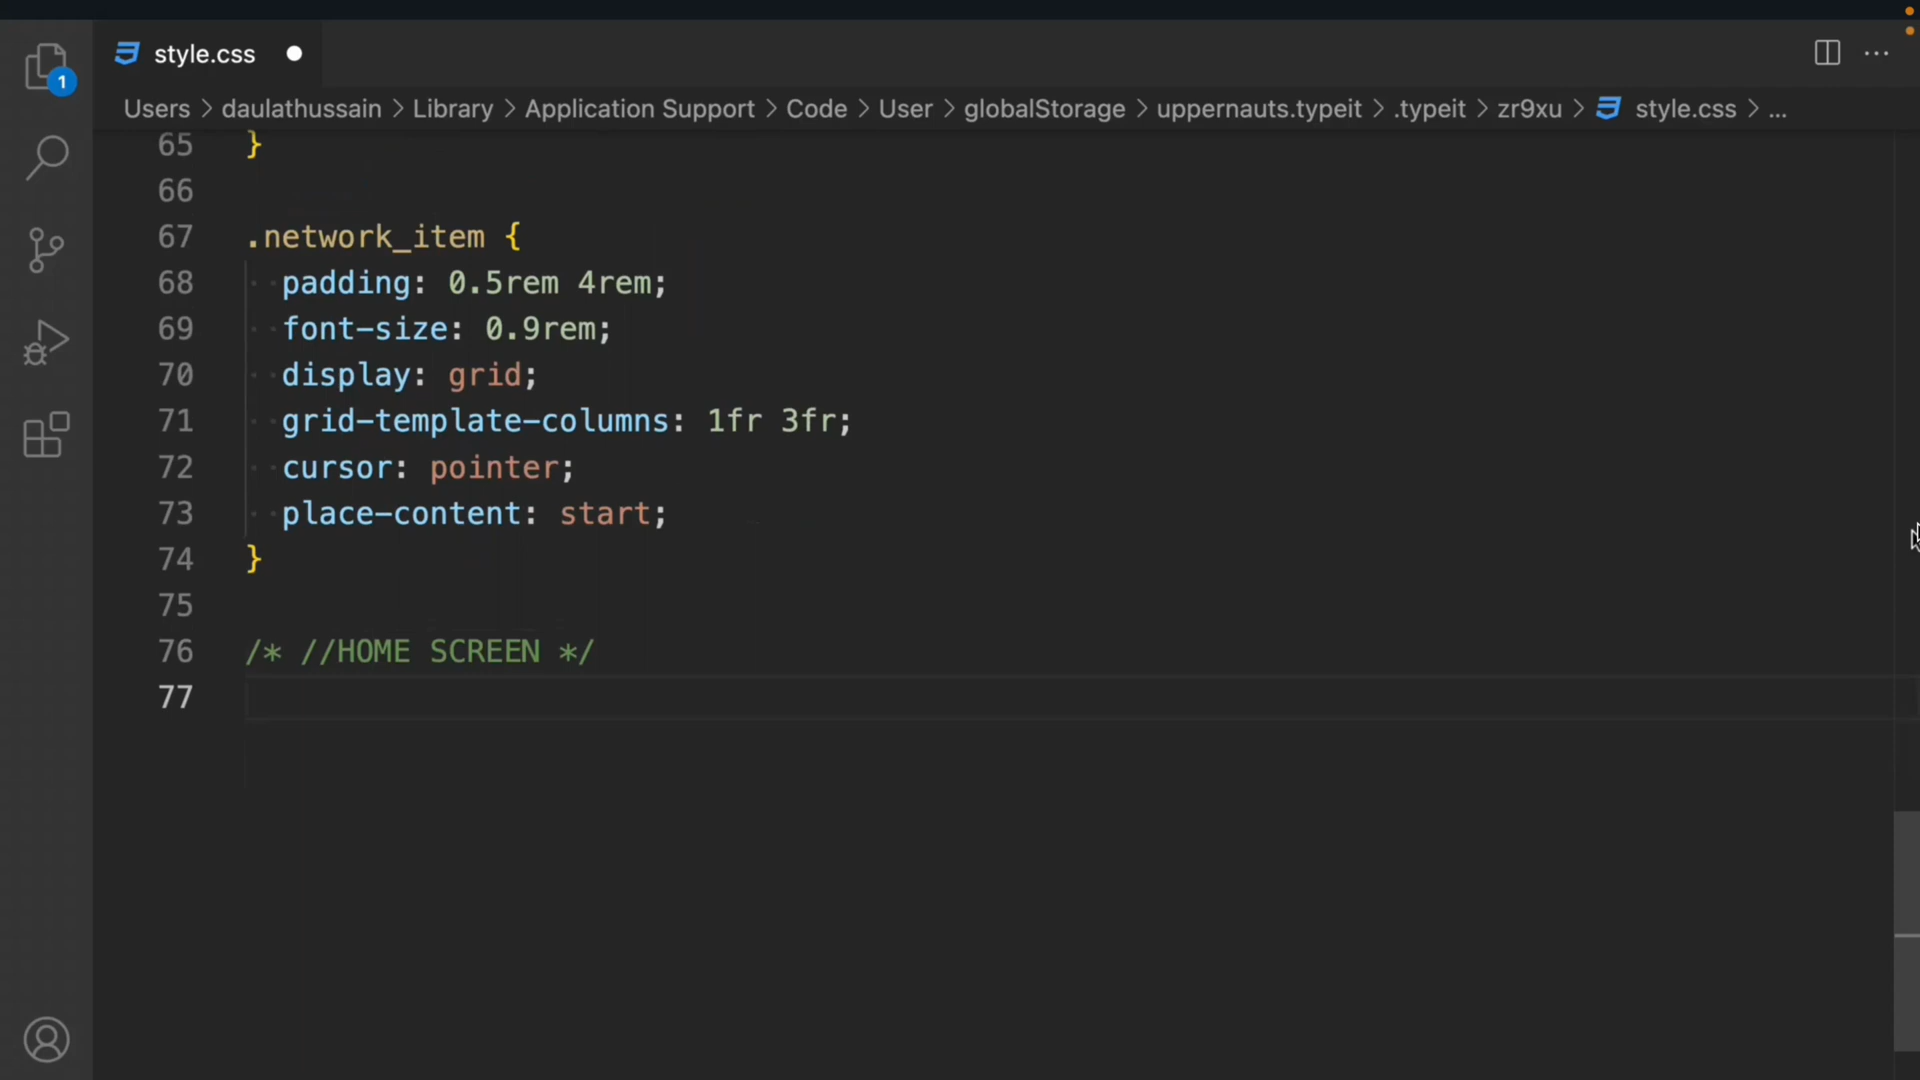 style.css
1
Users > daulathussain > Library > Application Support > Code > User > globalStorage > uppernauts.typeit > .typeit > zr9xu > style.css > ...
65 }
66
67 .network_item {
68 padding: 0.5rem 4rem;
69 font-size: 0.9rem;
70 display: grid;
71 grid-template-columns: 1fr 3fr;
72 cursor: pointer;
73 place-content: start;
74 }
75
76 /* //HOME SCREEN */
77